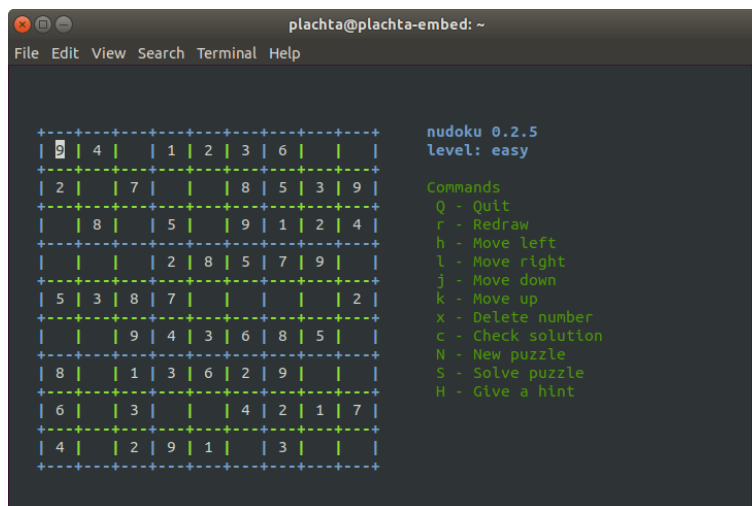 plachta@plachta-embed: ~
File Edit View Search Terminal Help
+---+---+---+---+---+---+---+---+---+
| 9 | 4 |   | 1 | 2 | 3 | 6 |   |   |
+---+---+---+---+---+---+---+---+---+
| 2 |   | 7 |   |   | 8 | 5 | 3 | 9 |
+---+---+---+---+---+---+---+---+---+
|   | 8 |   | 5 |   | 9 | 1 | 2 | 4 |
+---+---+---+---+---+---+---+---+---+
|   |   |   | 2 | 8 | 5 | 7 | 9 |   |
+---+---+---+---+---+---+---+---+---+
| 5 | 3 | 8 | 7 |   |   |   |   | 2 |
+---+---+---+---+---+---+---+---+---+
|   |   | 9 | 4 | 3 | 6 | 8 | 5 |   |
+---+---+---+---+---+---+---+---+---+
| 8 |   | 1 | 3 | 6 | 2 | 9 |   |   |
+---+---+---+---+---+---+---+---+---+
| 6 |   | 3 |   |   | 4 | 2 | 1 | 7 |
+---+---+---+---+---+---+---+---+---+
| 4 |   | 2 | 9 | 1 |   | 3 |   |   |
+---+---+---+---+---+---+---+---+---+
nudoku 0.2.5
level: easy
Commands
Q - Quit
r - Redraw
h - Move left
l - Move right
j - Move down
k - Move up
x - Delete number
c - Check solution
N - New puzzle
S - Solve puzzle
H - Give a hint